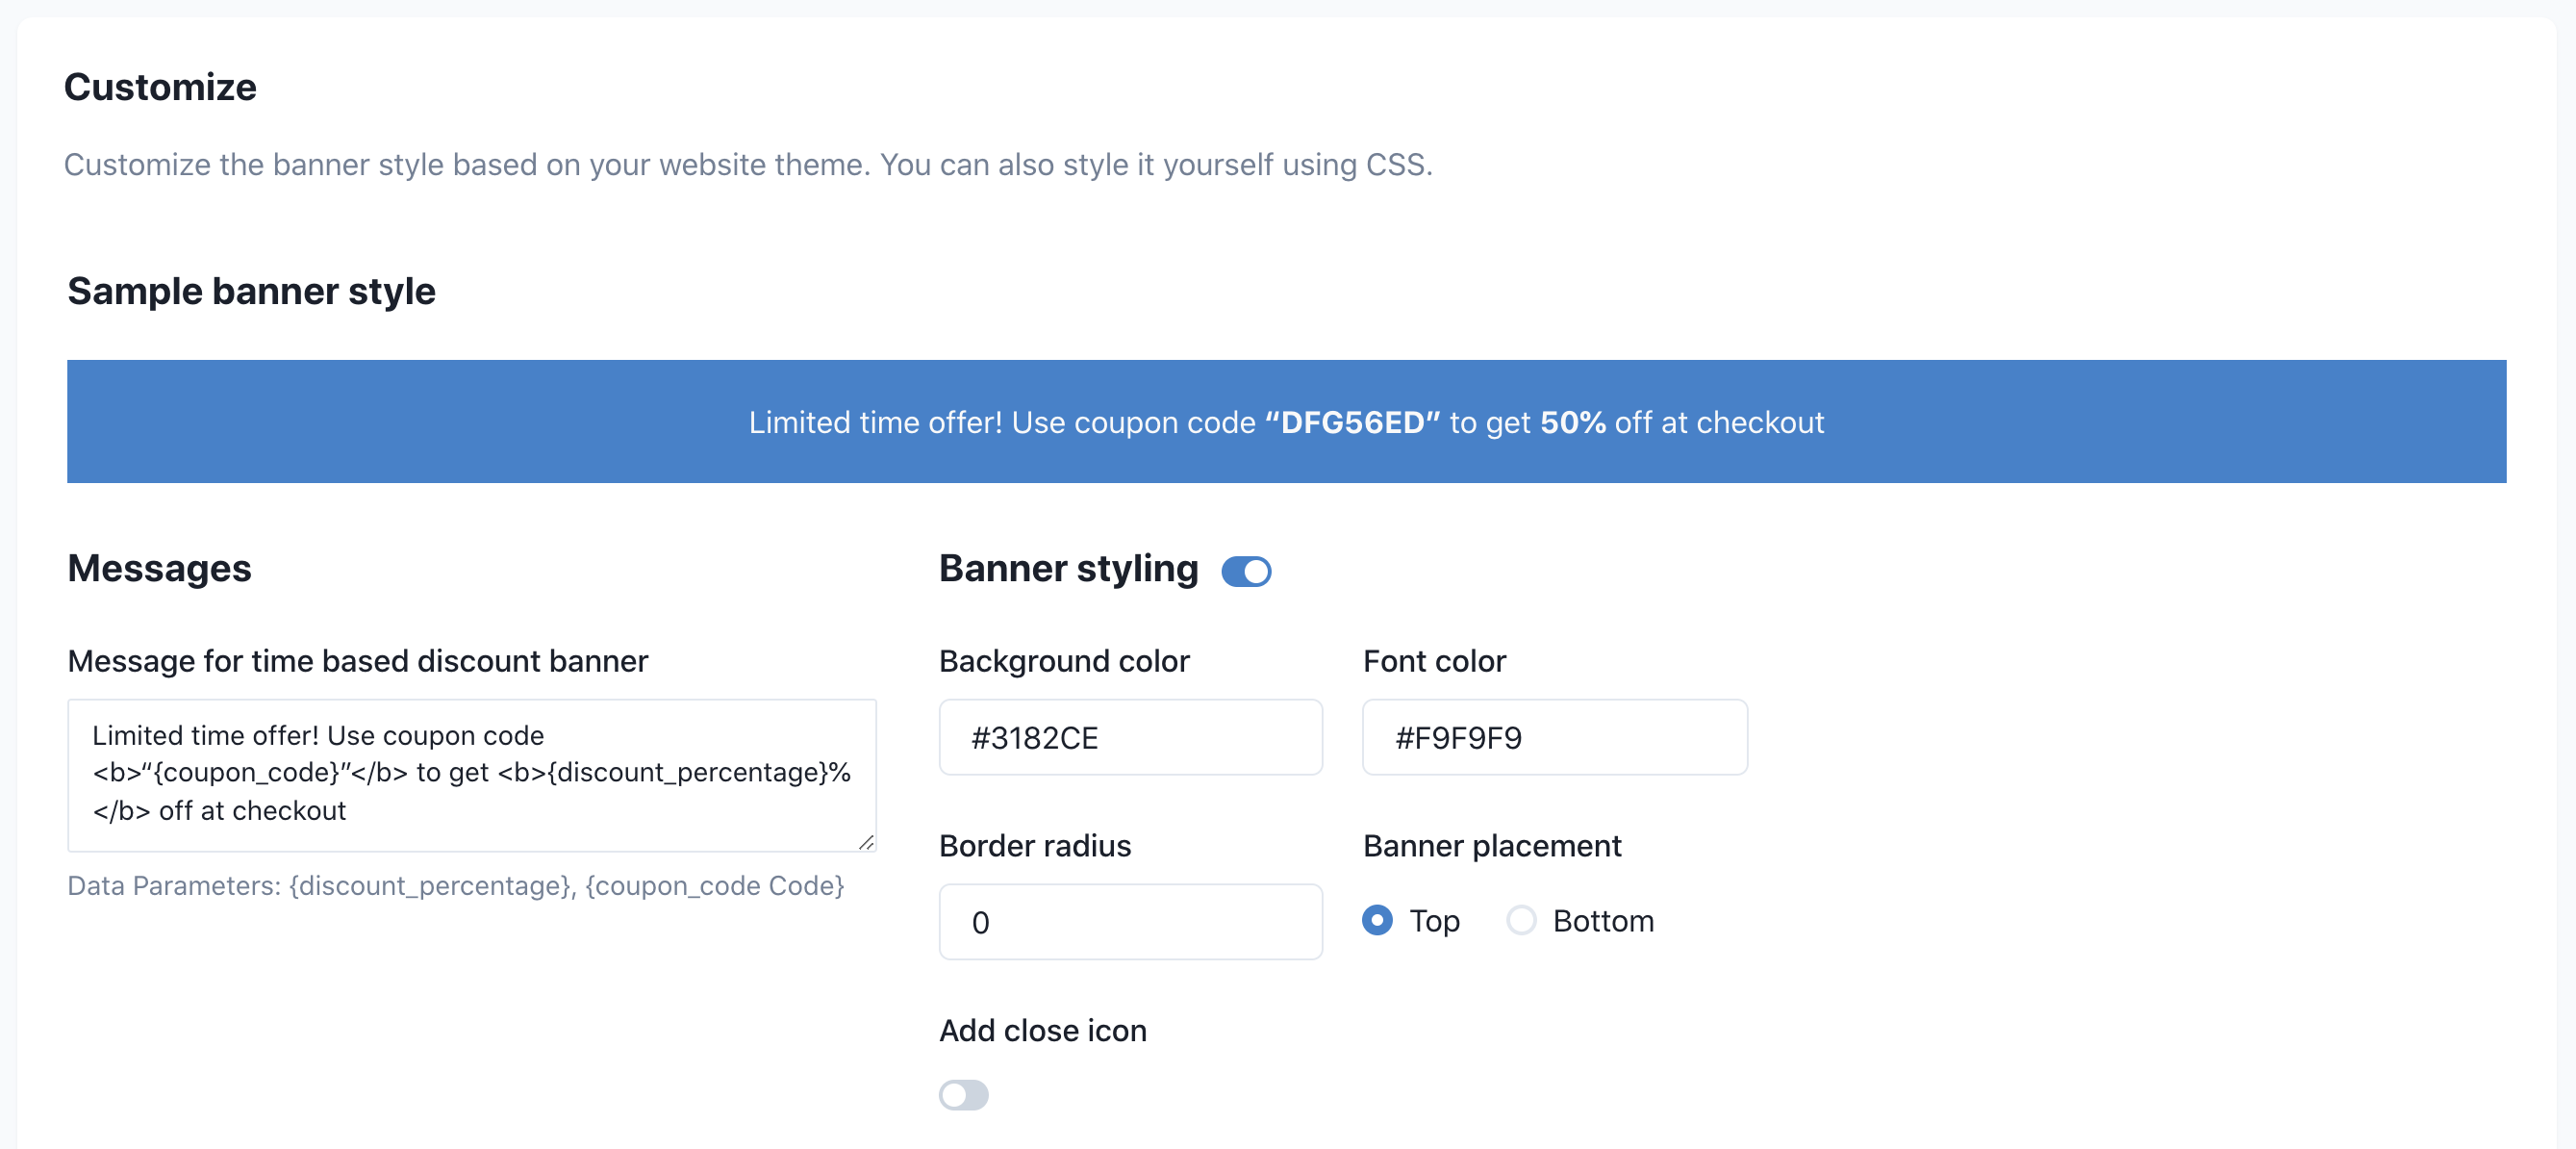 Customize
Customize the banner style based on your website theme. You can also style it yourself using CSS.
Sample banner style
Limited time offer! Use coupon code “DFG56ED” to get 50% off at checkout
Messages
Message for time based discount banner
Limited time offer! Use coupon code
<b>“{coupon_code}”</b> to get <b>{discount_percentage}%
</b> off at checkout
Data Parameters: {discount_percentage}, {coupon_code Code}
Banner styling
Background color
#3182CE
Font color
#F9F9F9
Border radius
0
Banner placement
Top Bottom
Add close icon